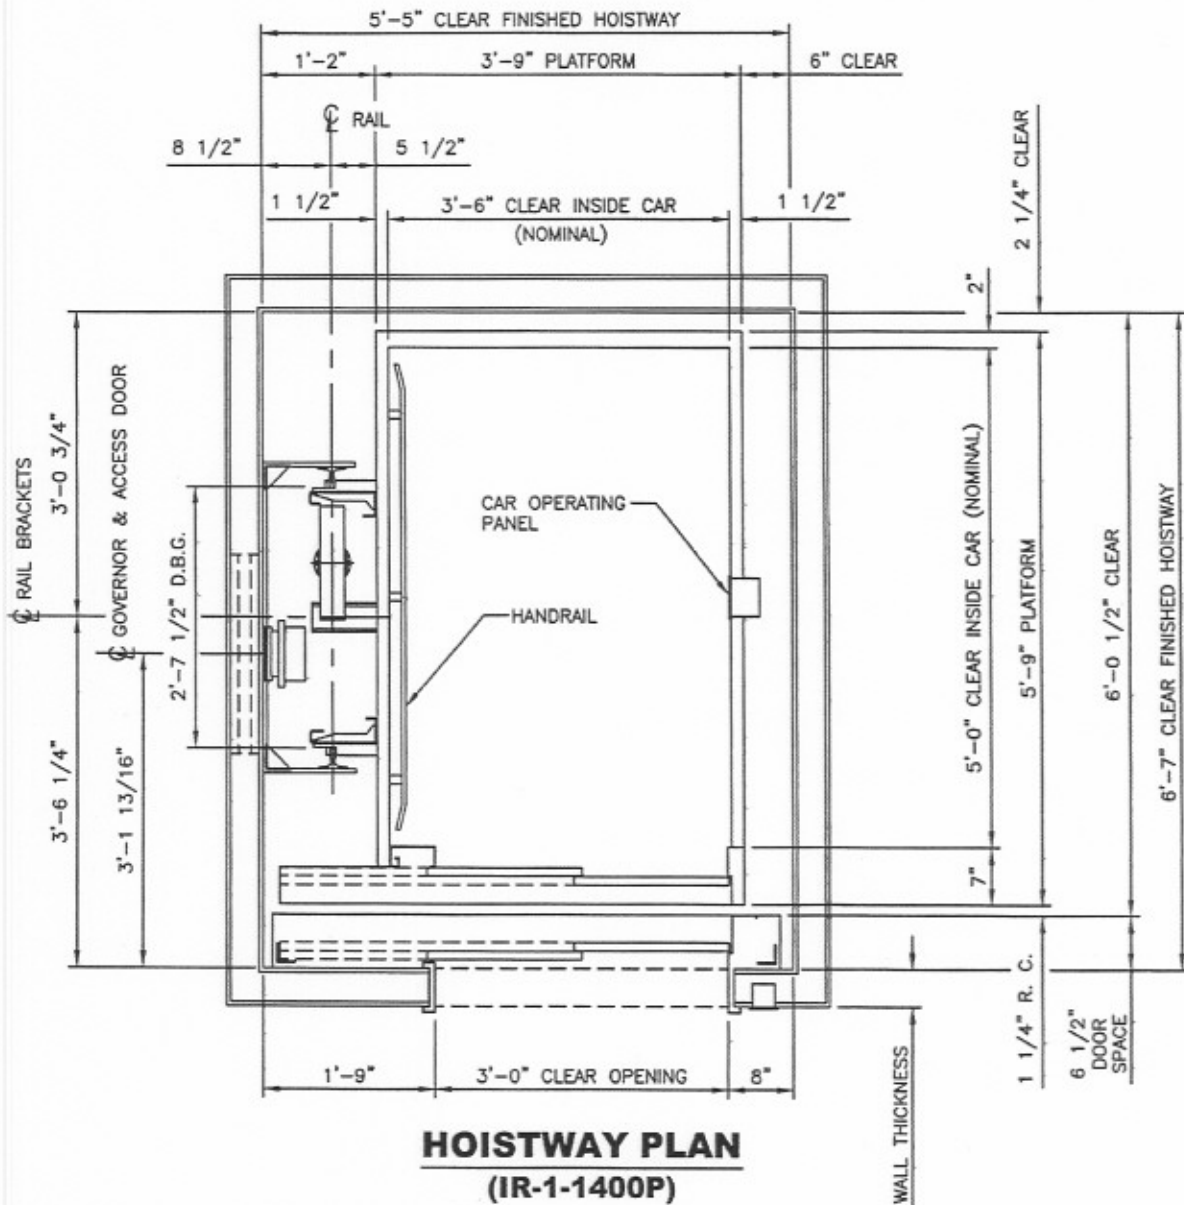 5'-5" CLEAR FINISHED HOISTWAY
1'-2"
3'-9" PLATFORM
6" CLEAR
℄ RAIL
8 1/2"
5 1/2"
1 1/2"
3'-6" CLEAR INSIDE CAR
(NOMINAL)
1 1/2"
2 1/4" CLEAR
2"
℄ RAIL BRACKETS
3'-0 3/4"
3'-6 1/4"
℄ GOVERNOR & ACCESS DOOR
3'-1 13/16"
2'-7 1/2" D.B.G.
CAR OPERATING
PANEL
HANDRAIL
5'-0" CLEAR INSIDE CAR (NOMINAL)
7"
5'-9" PLATFORM
6'-0 1/2" CLEAR
6'-7" CLEAR FINISHED HOISTWAY
1 1/4" R. C.
6 1/2"
DOOR
SPACE
1'-9"
3'-0" CLEAR OPENING
8"
WALL THICKNESS
HOISTWAY PLAN
(IR-1-1400P)